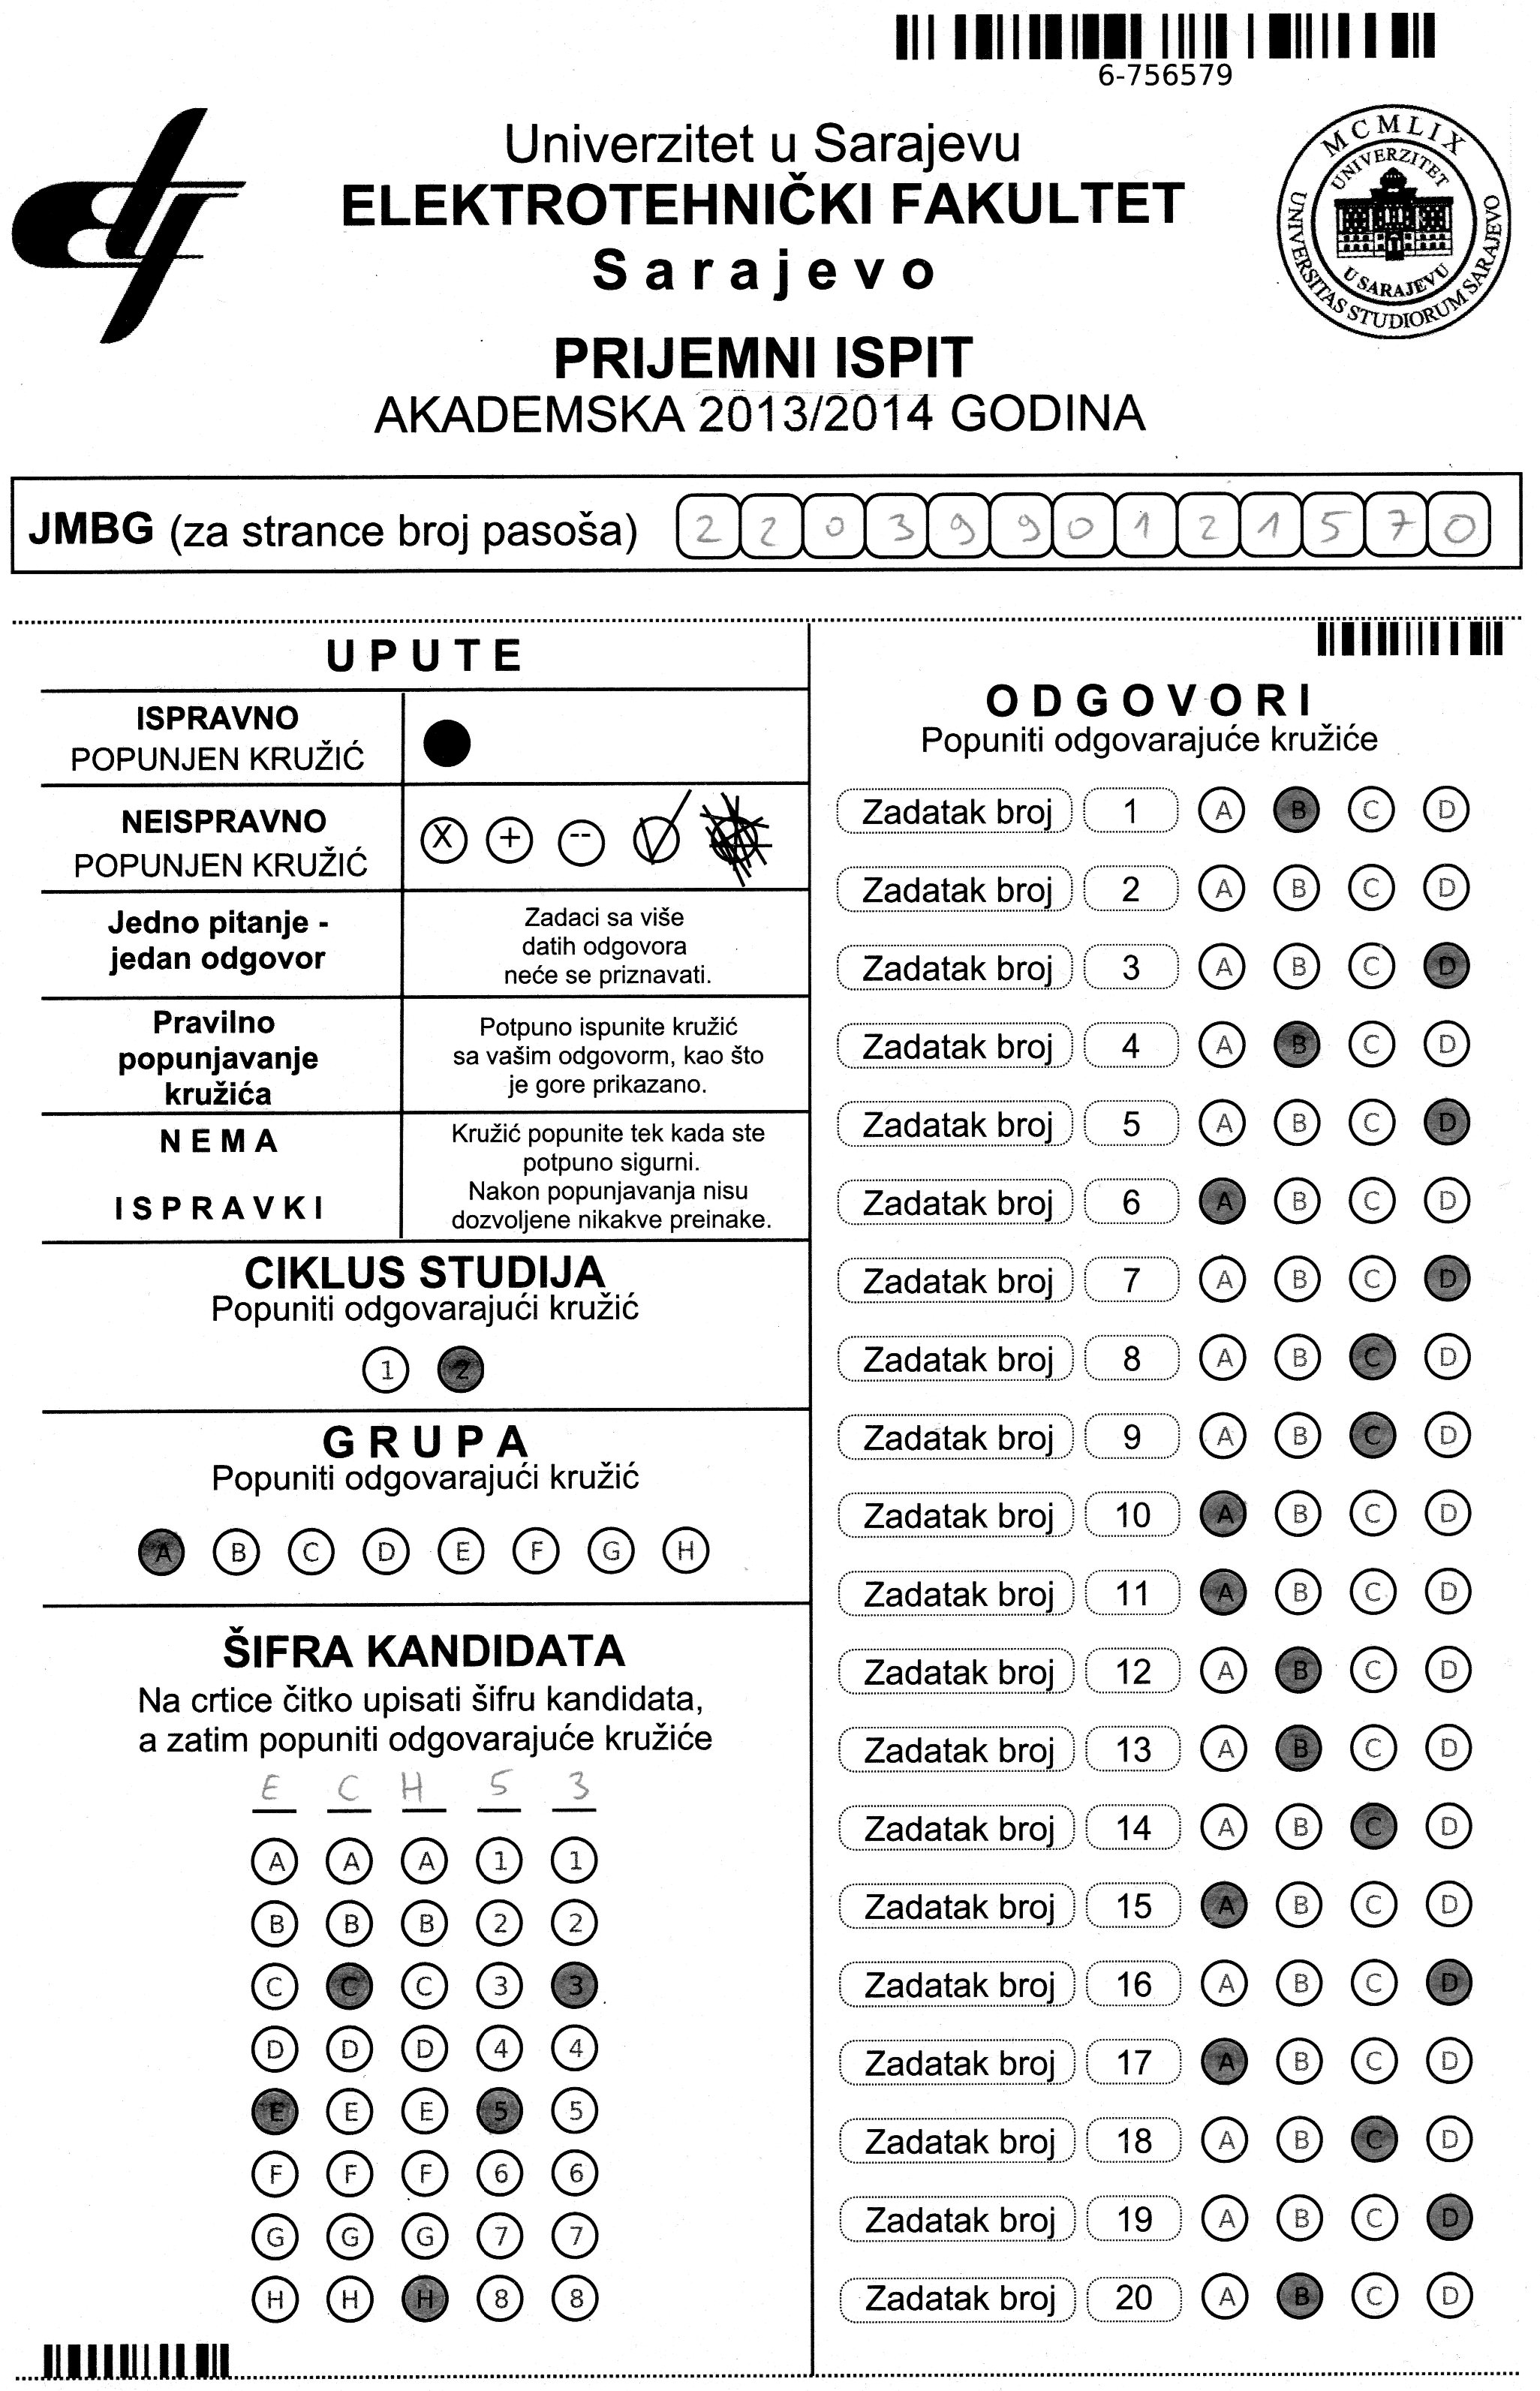 6-756579
Univerzitet u Sarajevu
ELEKTROTEHNIČKI FAKULTET
Sarajevo
MCMLIX
UNIVERZITET
U SARAJEVU
UNIVERSITAS STUDIORUM SARAJEVO
PRIJEMNI ISPIT
AKADEMSKA 2013/2014 GODINA
JMBG (za strance broj pasoša) 2 2 0 3 9 9 0 1 2 1 5 7 0
UPUTE
ISPRAVNO
POPUNJEN KRUŽIĆ
NEISPRAVNO
POPUNJEN KRUŽIĆ
X + --
Jedno pitanje -
jedan odgovor
Zadaci sa više
datih odgovora
neće se priznavati.
Pravilno
popunjavanje
kružića
Potpuno ispunite kružić
sa vašim odgovorm, kao što
je gore prikazano.
NEMA
ISPRAVKI
Kružić popunite tek kada ste
potpuno sigurni.
Nakon popunjavanja nisu
dozvoljene nikakve preinake.
CIKLUS STUDIJA
Popuniti odgovarajući kružić
1 2
GRUPA
Popuniti odgovarajući kružić
A B C D E F G H
ŠIFRA KANDIDATA
Na crtice čitko upisati šifru kandidata,
a zatim popuniti odgovarajuće kružiće
E C H 5 3
A A A 1 1
B B B 2 2
C C C 3 3
D D D 4 4
E E E 5 5
F F F 6 6
G G G 7 7
H H H 8 8
ODGOVORI
Popuniti odgovarajuće kružiće
Zadatak broj 1 A B C D
Zadatak broj 2 A B C D
Zadatak broj 3 A B C D
Zadatak broj 4 A B C D
Zadatak broj 5 A B C D
Zadatak broj 6 A B C D
Zadatak broj 7 A B C D
Zadatak broj 8 A B C D
Zadatak broj 9 A B C D
Zadatak broj 10 A B C D
Zadatak broj 11 A B C D
Zadatak broj 12 A B C D
Zadatak broj 13 A B C D
Zadatak broj 14 A B C D
Zadatak broj 15 A B C D
Zadatak broj 16 A B C D
Zadatak broj 17 A B C D
Zadatak broj 18 A B C D
Zadatak broj 19 A B C D
Zadatak broj 20 A B C D